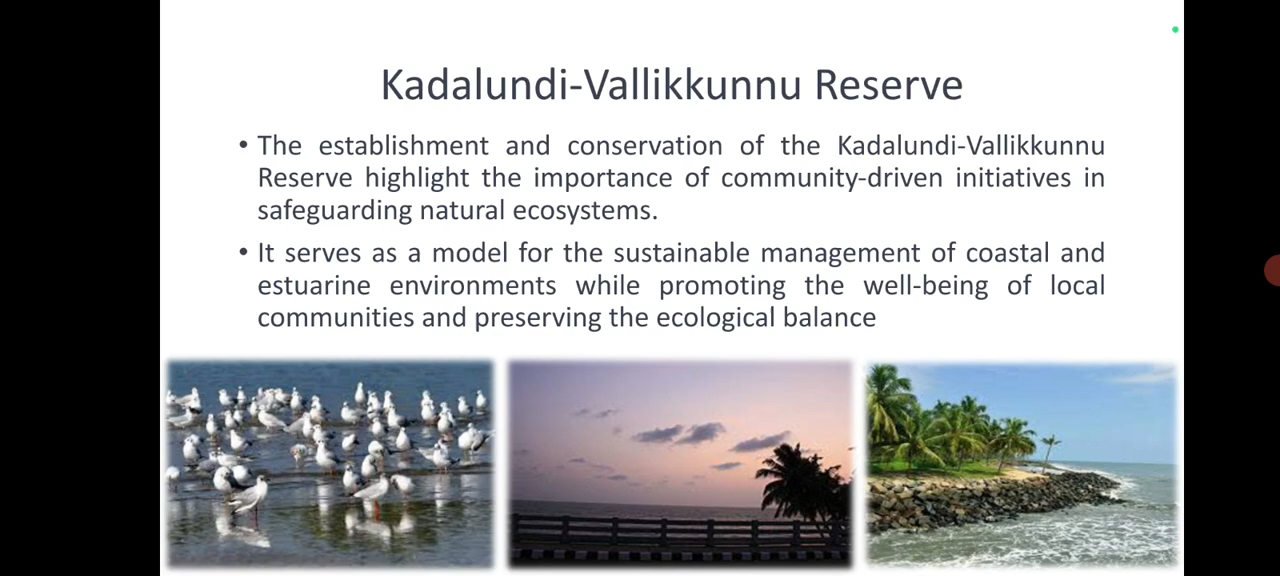 Kadalundi-Vallikkunnu Reserve
• The establishment and conservation of the Kadalundi-Vallikkunnu
Reserve highlight the importance of community-driven initiatives in
safeguarding natural ecosystems.
• It serves as a model for the sustainable management of coastal and
estuarine environments while promoting the well-being of local
communities and preserving the ecological balance